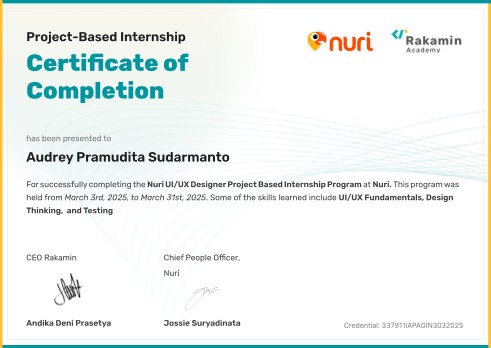 Project-Based Internship
nuri
Rakamin
Academy
Certificate of
Completion
has been presented to
Audrey Pramudita Sudarmanto
For successfully completing the Nuri UI/UX Designer Project Based Internship Program at Nuri. This program was
held from March 3rd, 2025, to March 31st, 2025. Some of the skills learned include UI/UX Fundamentals, Design
Thinking, and Testing
CEO Rakamin
Chief People Officer,
Nuri
Andika Deni Prasetya
Jossie Suryadinata
Credential: 337911IAPAGIN3032025